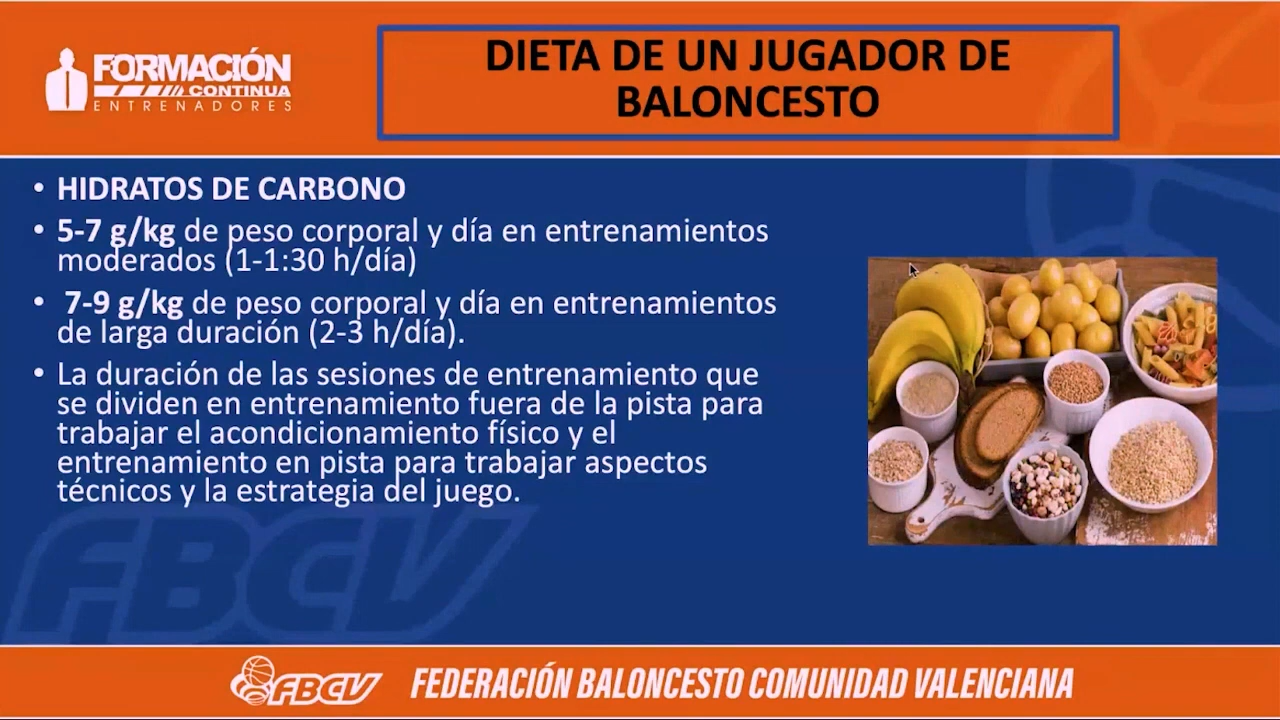 FORMACIÓN
CONTINUA
ENTRENADORES
DIETA DE UN JUGADOR DE
BALONCESTO
• HIDRATOS DE CARBONO
• 5-7 g/kg de peso corporal y día en entrenamientos
moderados (1-1:30 h/día)
• 7-9 g/kg de peso corporal y día en entrenamientos
de larga duración (2-3 h/día).
• La duración de las sesiones de entrenamiento que
se dividen en entrenamiento fuera de la pista para
trabajar el acondicionamiento físico y el
entrenamiento en pista para trabajar aspectos
técnicos y la estrategia del juego.
FBCV
FBCV FEDERACIÓN BALONCESTO COMUNIDAD VALENCIANA